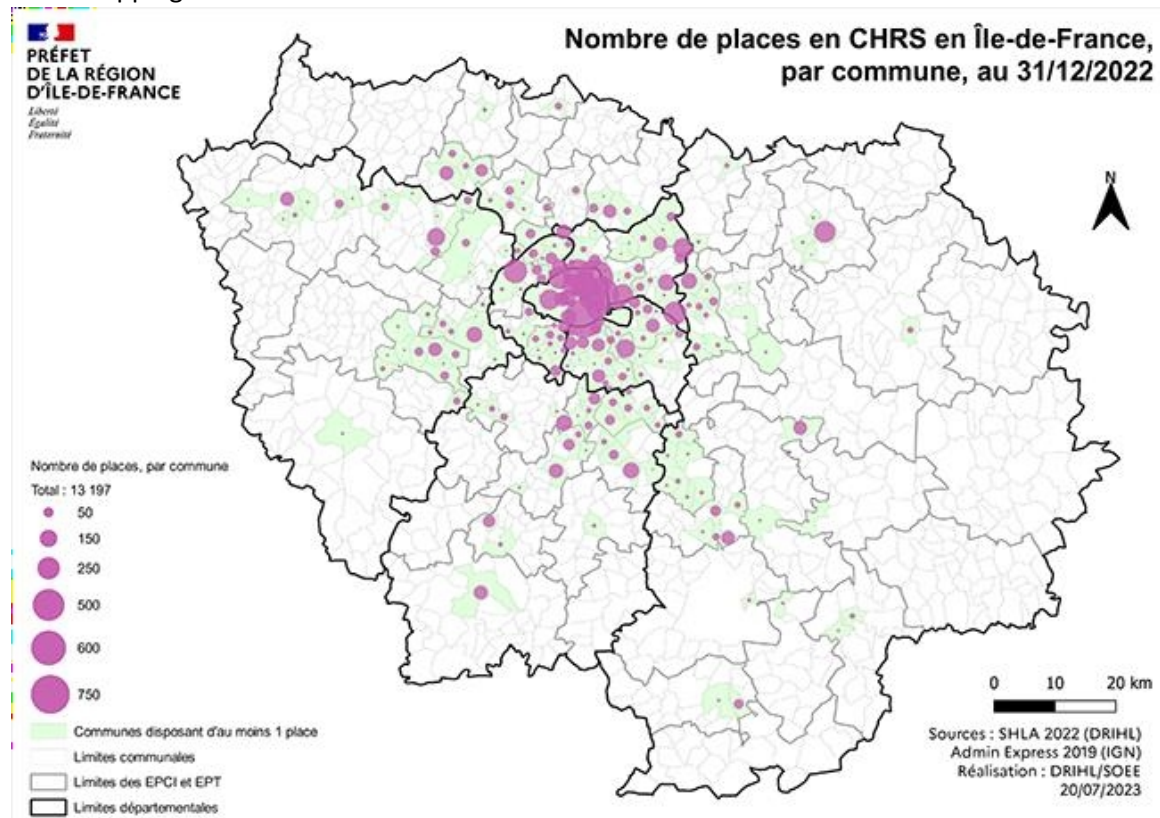 PRÉFET
DE LA RÉGION
D'ÎLE-DE-FRANCE
Liberté
Égalité
Fraternité
Nombre de places en CHRS en Île-de-France,
par commune, au 31/12/2022
N
Nombre de places, par commune
Total : 13 197
50
150
250
500
600
750
Communes disposant d'au moins 1 place
Limites communales
Limites des EPCI et EPT
Limites départementales
0 10 20 km
Sources : SHLA 2022 (DRIHL)
Admin Express 2019 (IGN)
Réalisation : DRIHL/SOEE
20/07/2023